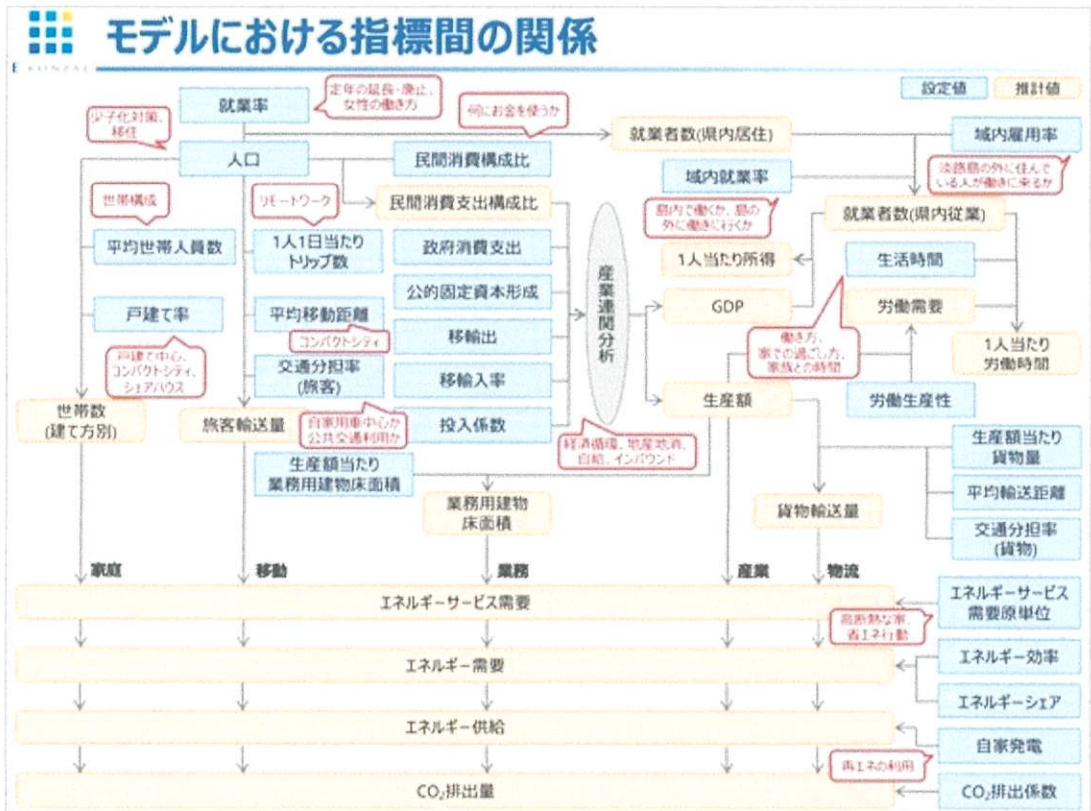 モデルにおける指標間の関係
設定値
推計値
就業率
定年の延長・廃止、
女性の働き方
何にお金を使うか
少子化対策、
移住
就業者数(県内居住)
域内雇用率
人口
民間消費構成比
域内就業率
淡路島の外に住んで
いる人が働きに来るか
世帯構成
リモートワーク
民間消費支出構成比
島内で働くか、島の
外に働きに行くか
就業者数(県内従業)
平均世帯人員数
1人1日当たり
トリップ数
政府消費支出
産業連関分析
1人当たり所得
生活時間
公的固定資本形成
GDP
労働需要
戸建て率
平均移動距離
コンパクトシティ
移輸出
働き方、
家での過ごし方、
家族との時間
1人当たり
労働時間
戸建て中心、
コンパクトシティ、
シェアハウス
交通分担率
(旅客)
移輸入率
生産額
労働生産性
世帯数
(建て方別)
旅客輸送量
自家用車中心か
公共交通利用か
投入係数
経済循環、地産地消、
自給、インバウンド
生産額当たり
貨物量
生産額当たり
業務用建物床面積
平均輸送距離
業務用建物
床面積
貨物輸送量
交通分担率
(貨物)
家庭
移動
業務
産業
物流
エネルギーサービス需要
エネルギーサービス
需要原単位
高断熱な家、
省エネ行動
エネルギー需要
エネルギー効率
エネルギーシェア
エネルギー供給
自家発電
再エネの利用
CO₂排出量
CO₂排出係数